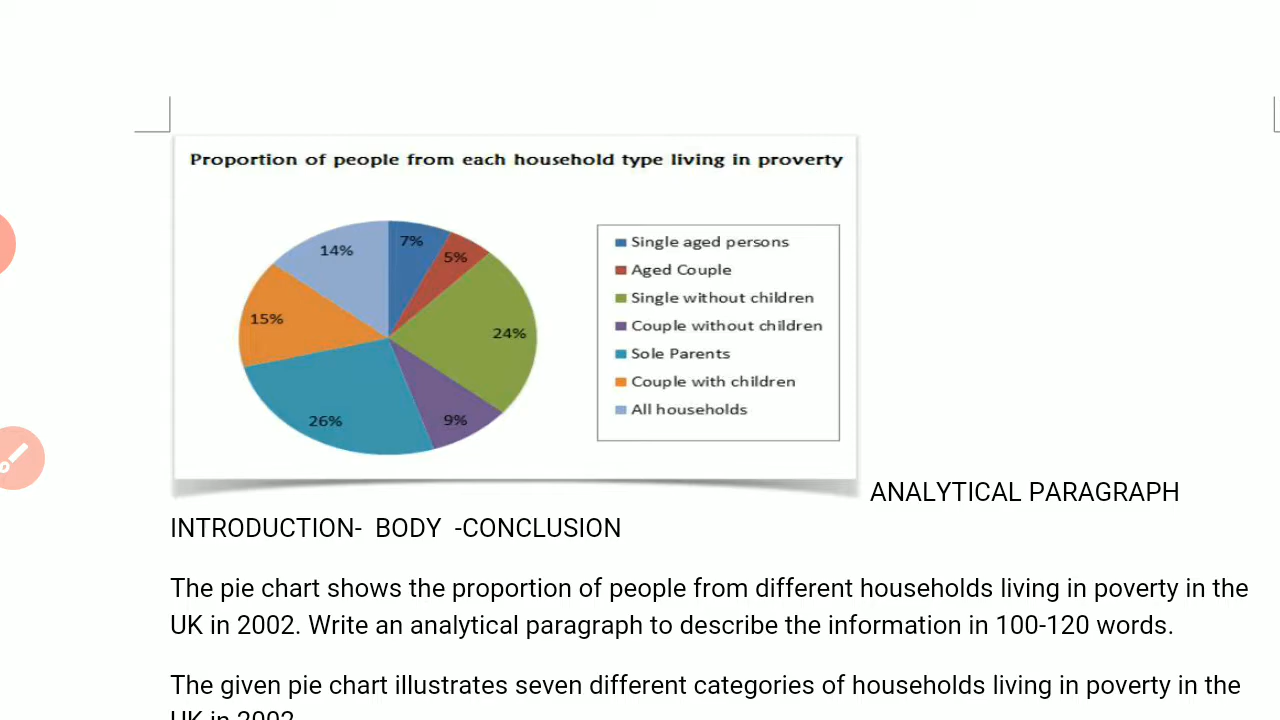 Proportion of people from each household type living in proverty
7%
5%
24%
9%
26%
15%
14%
Single aged persons
Aged Couple
Single without children
Couple without children
Sole Parents
Couple with children
All households
ANALYTICAL PARAGRAPH
INTRODUCTION- BODY -CONCLUSION
The pie chart shows the proportion of people from different households living in poverty in the
UK in 2002. Write an analytical paragraph to describe the information in 100-120 words.
The given pie chart illustrates seven different categories of households living in poverty in the
UK in 2002